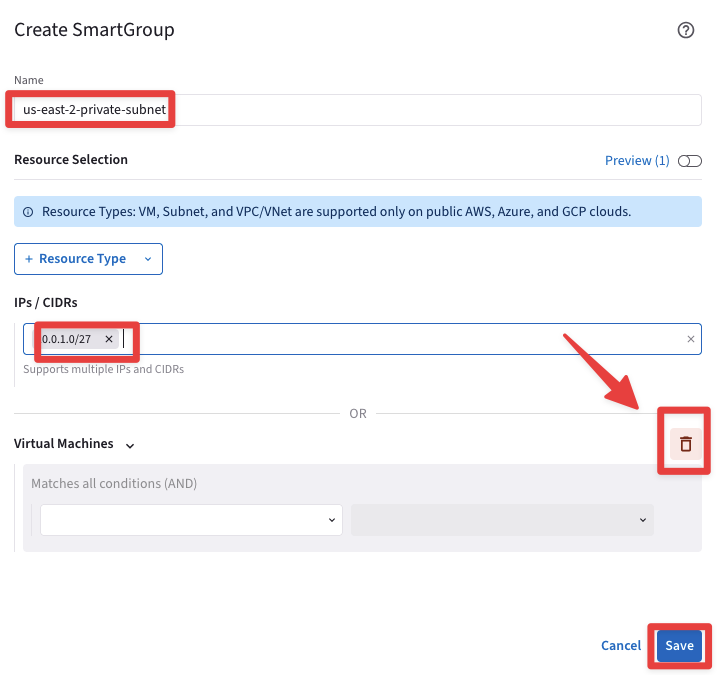 Create SmartGroup
Name
us-east-2-private-subnet
Resource Selection
Preview (1)
Resource Types: VM, Subnet, and VPC/VNet are supported only on public AWS, Azure, and GCP clouds.
+ Resource Type
IPs / CIDRs
0.0.1.0/27 ×
Supports multiple IPs and CIDRs
OR
Virtual Machines
Matches all conditions (AND)
Cancel
Save